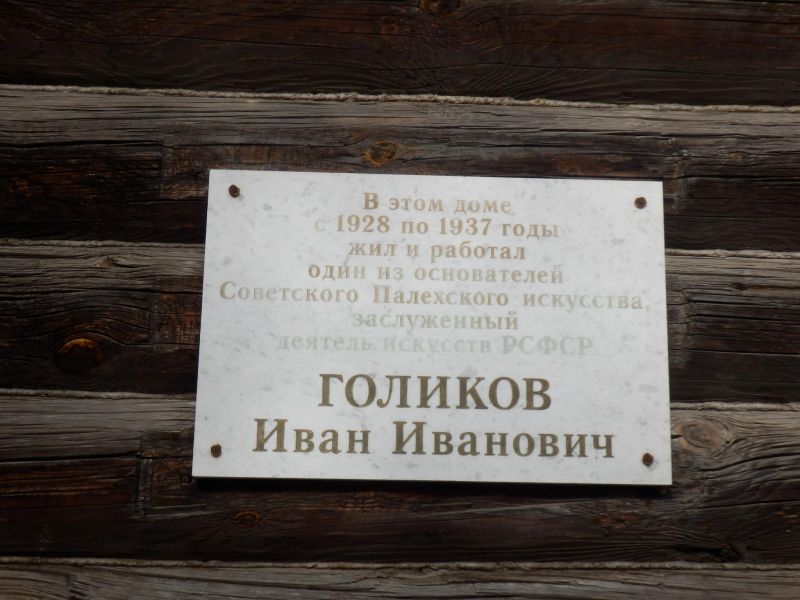 В этом доме
с 1928 по 1937 годы
жил и работал
один из основателей
Советского Палехского искусства,
заслуженный
деятель искусств РСФСР
ГОЛИКОВ
Иван Иванович